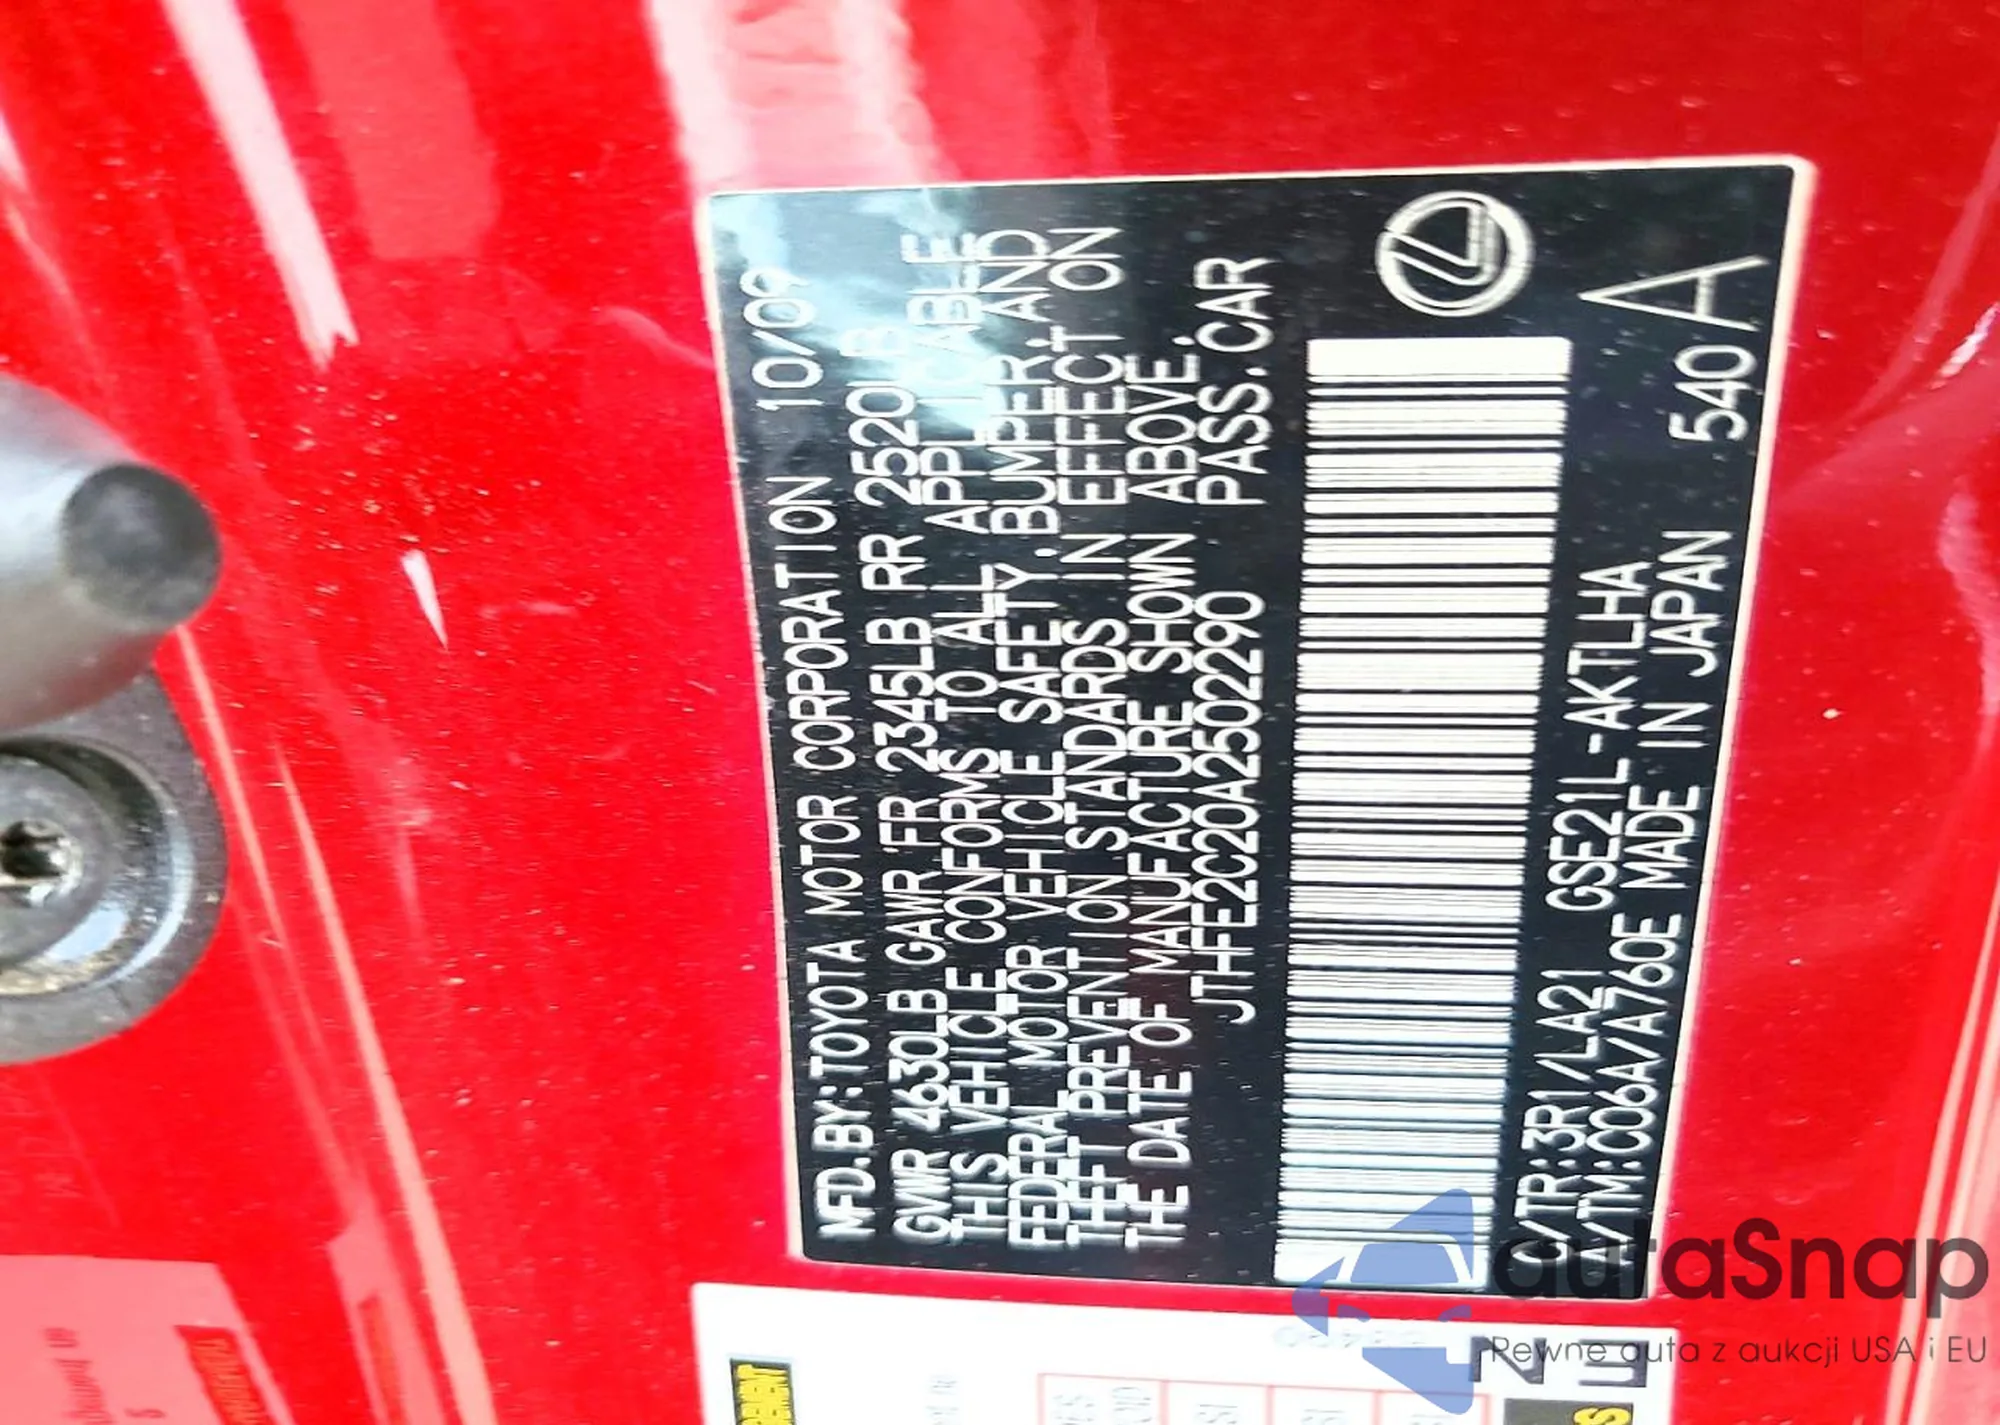 MFD.BY:TOYOTA MOTOR CORPORATION 10/09
GVWR 4630LB GAWR FR 2345LB RR 2520LB
THIS VEHICLE CONFORMS TO ALL APPLICABLE
FEDERAL MOTOR VEHICLE SAFETY.BUMPER.AND
THEFT PREVENTION STANDARDS IN EFFECT ON
THE DATE OF MANUFACTURE SHOWN ABOVE.
JTHFE2C20A2502290 PASS.CAR
C/TR:3R1/LA21 GSE21L-AKTLHA 540A
A/TM:C06A/A760E MADE IN JAPAN
autaSnap
Pewne auta z aukcji USA i EU